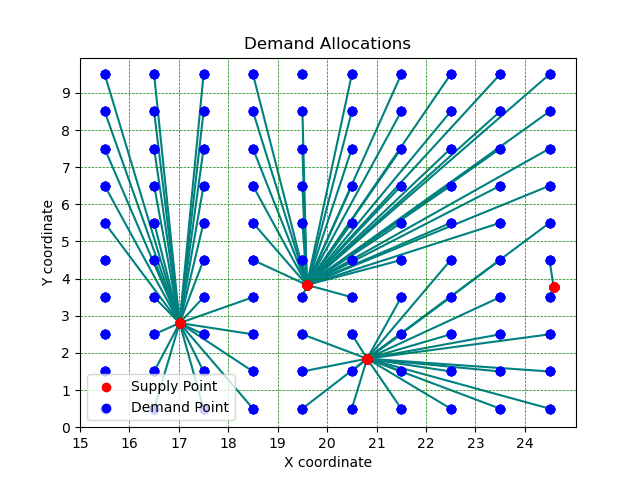 Demand Allocations
9
8
7
6
5
4
3
2
1
0
Y coordinate
Supply Point
Demand Point
15 16 17 18 19 20 21 22 23 24
X coordinate